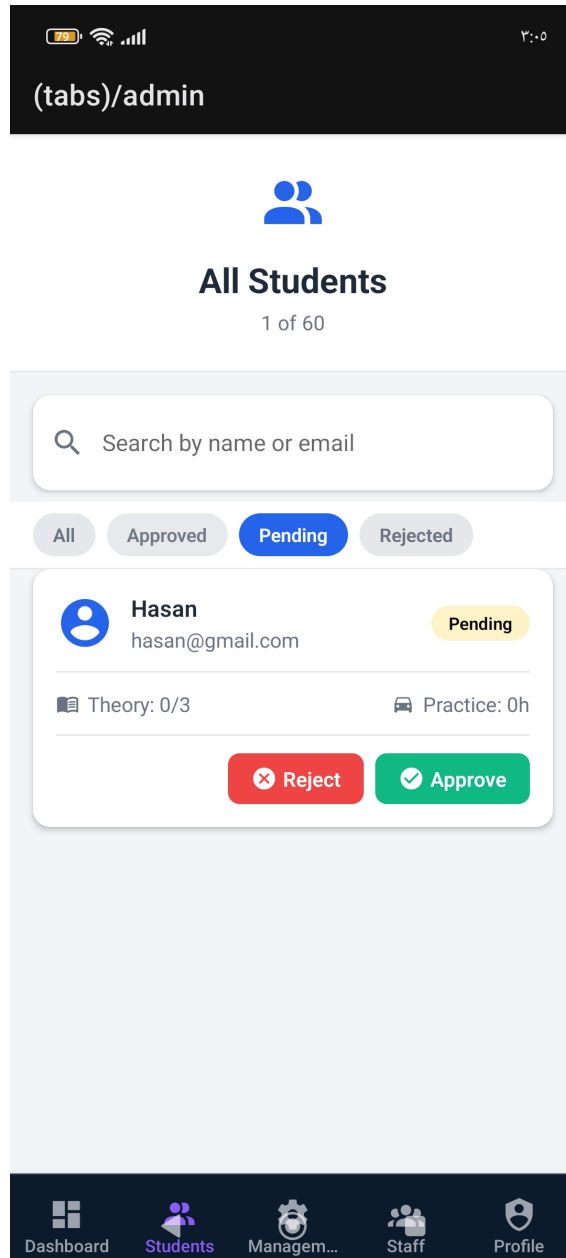 79
٣:٠٥
(tabs)/admin
All Students
1 of 60
Search by name or email
All Approved Pending Rejected
Hasan
hasan@gmail.com
Pending
Theory: 0/3 Practice: 0h
Reject Approve
Dashboard Students Managem... Staff Profile